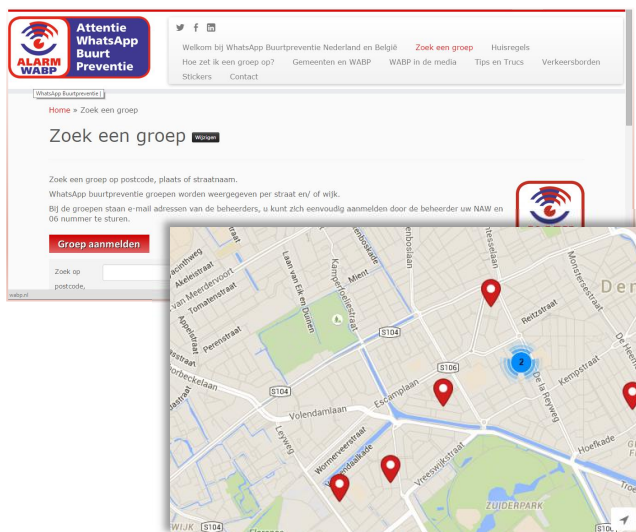 Attentie
WhatsApp
Buurt
Preventie
ALARM
WABP
Welkom bij WhatsApp Buurtpreventie Nederland en België Zoek een groep Huisregels
Hoe zet ik een groep op? Gemeenten en WABP WABP in de media Tips en Trucs Verkeersborden
Stickers Contact
WhatsApp Buurtpreventie |
Home » Zoek een groep
Zoek een groep Wijzigen
Zoek een groep op postcode, plaats of straatnaam.
WhatsApp buurtpreventie groepen worden weergegeven per straat en/ of wijk.
Bij de groepen staan e-mail adressen van de beheerders, u kunt zich eenvoudig aanmelden door de beheerder uw NAW en
06 nummer te sturen.
Groep aanmelden
Zoek op
postcode,
wabp.nl
Akeleistraat
van Meerdervoort
Tomatenstraat
Appelstraat
Perenstraat
Laan van Eik en Duinen
Kamperfoeliestraat
Mient
Monstersestraat
Reitzstraat
Kempstraat
De la Reyweg
Escamplaan
Volendamlaan
Leyweg
Wormerveerstraat
Vreeswijkstraat
Hoefkade
ZUIDERPARK
WIJK
S104
S106
S104
S104
2